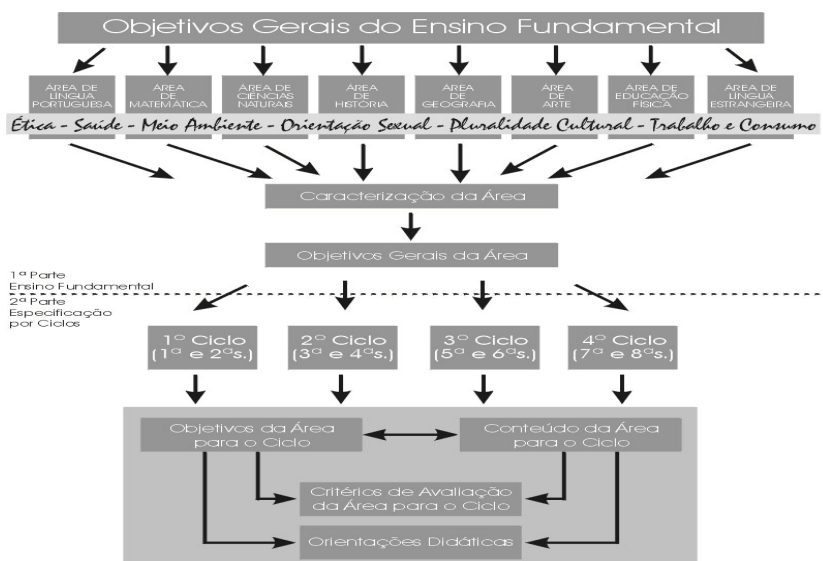 Objetivos Gerais do Ensino Fundamental
ÁREA DE
LÍNGUA
PORTUGUESA
ÁREA
DE
MATEMÁTICA
ÁREA DE
CIÊNCIAS
NATURAIS
ÁREA
DE
HISTÓRIA
ÁREA
DE
GEOGRAFIA
ÁREA
DE
ARTE
ÁREA DE
EDUCAÇÃO
FÍSICA
ÁREA DE
LÍNGUA
ESTRANGEIRA
Ética - Saúde - Meio Ambiente - Orientação Sexual - Pluralidade Cultural - Trabalho e Consumo
Caracterização da Área
Objetivos Gerais da Área
1ª Parte
Ensino Fundamental
2ª Parte
Especificação
por Ciclos
1º Ciclo
(1ª e 2ªs.)
2º Ciclo
(3ª e 4ªs.)
3º Ciclo
(5ª e 6ªs.)
4º Ciclo
(7ª e 8ªs.)
Objetivos da Área
para o Ciclo
Conteúdo da Área
para o Ciclo
Critérios de Avaliação
da Área para o Ciclo
Orientações Didáticas